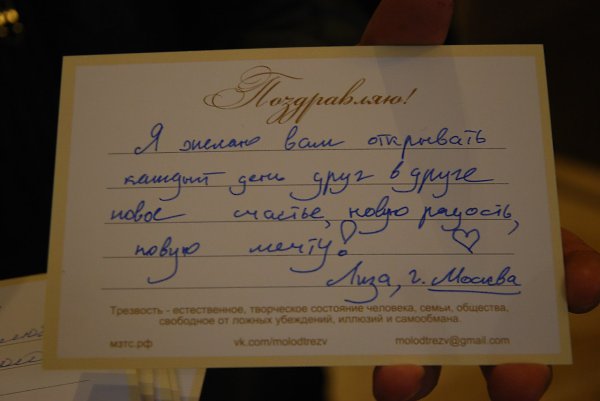 Поздравляю!
Я желаю вам открывать
каждый день друг в друге
новое счастье, новую радость,
новую мечту!
Лиза, г. Москва
Трезвость - естественное, творческое состояние человека, семьи, общества,
свободное от ложных убеждений, иллюзий и самообмана.
мзтс.рф vk.com/molodtrezv molodtrezv@gmail.com